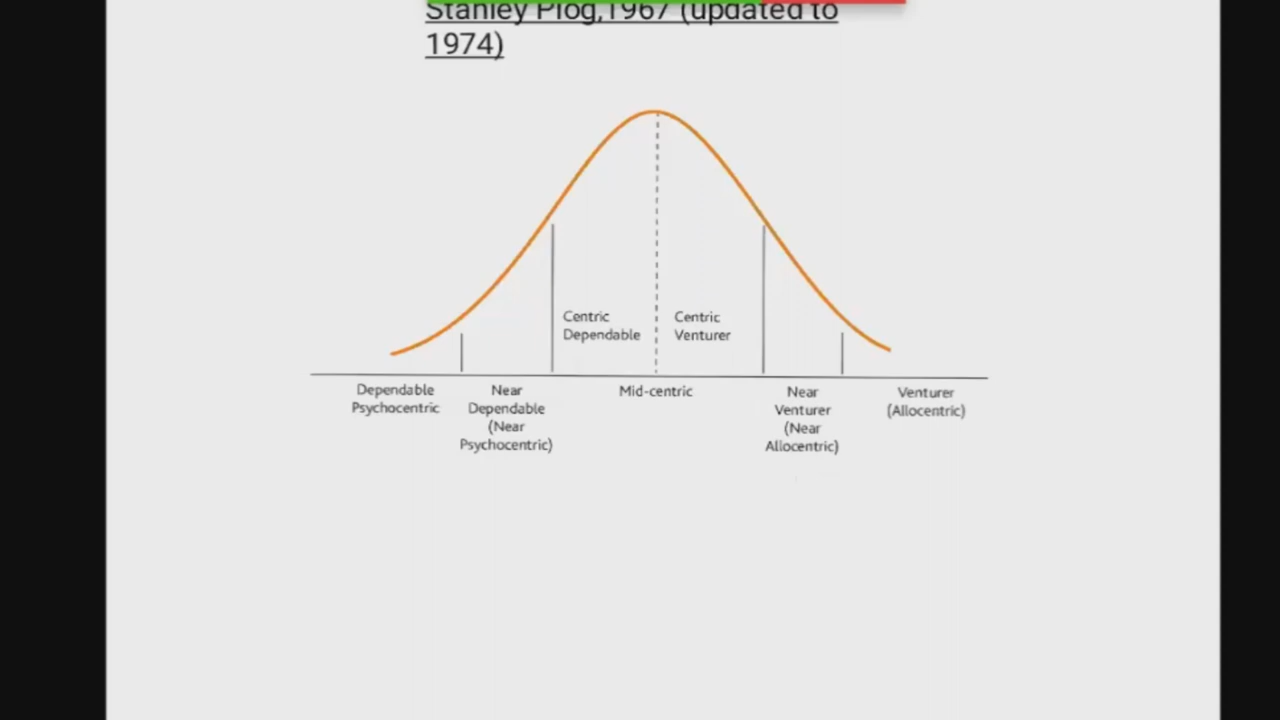 Stanley Plog,1967 (updated to
1974)
Centric
Dependable
Centric
Venturer
Dependable
Psychocentric
Near
Dependable
(Near
Psychocentric)
Mid-centric
Near
Venturer
(Near
Allocentric)
Venturer
(Allocentric)